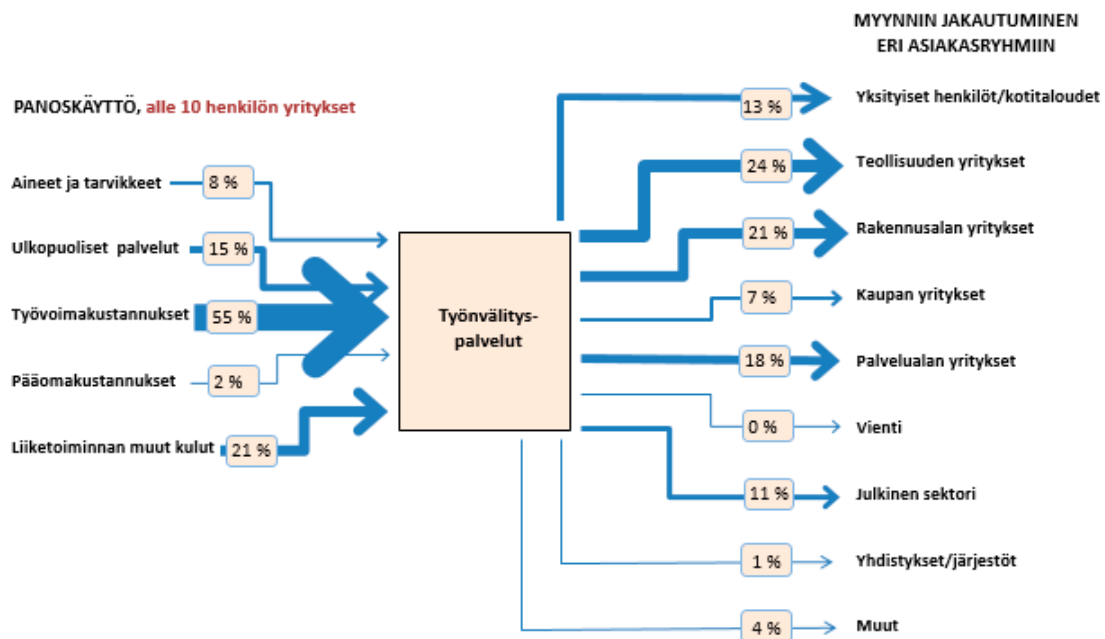 MYYNNIN JAKAUTUMINEN
ERI ASIAKASRYHMIIN
PANOSKÄYTTÖ, alle 10 henkilön yritykset
Aineet ja tarvikkeet 8 %
Ulkopuoliset palvelut 15 %
Työvoimakustannukset 55 %
Pääomakustannukset 2 %
Liiketoiminnan muut kulut 21 %
Työnvälitys-
palvelut
13 % Yksityiset henkilöt/kotitaloudet
24 % Teollisuuden yritykset
21 % Rakennusalan yritykset
7 % Kaupan yritykset
18 % Palvelualan yritykset
0 % Vienti
11 % Julkinen sektori
1 % Yhdistykset/järjestöt
4 % Muut